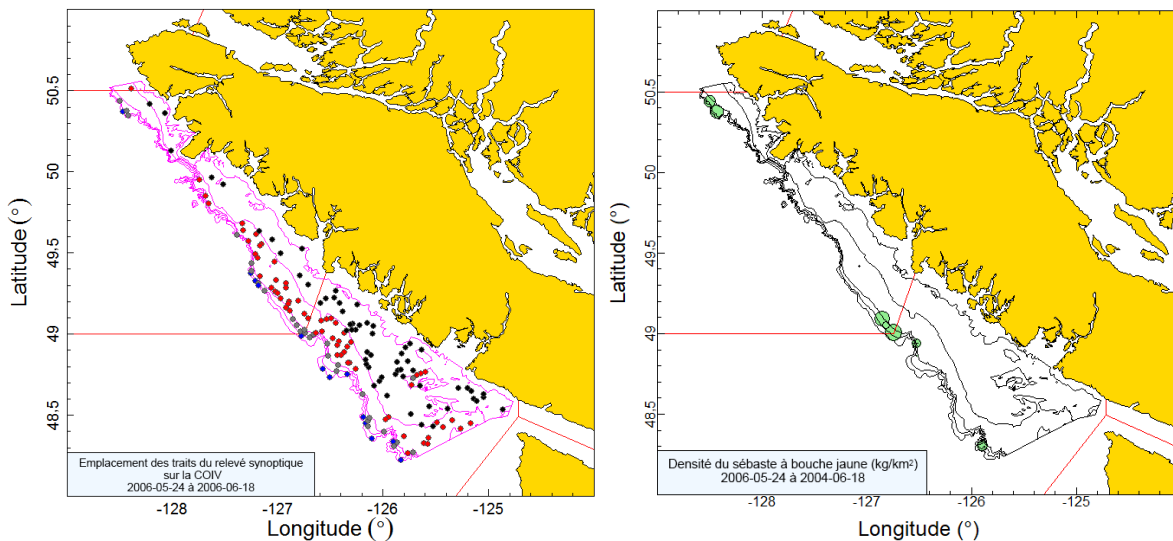 50.5
50
49.5
49
48.5
Latitude (°)
Emplacement des traits du relevé synoptique
sur la COIV
2006-05-24 à 2006-06-18
-128
-127
-126
-125
Longitude (°)
50.5
50
49.5
49
48.5
Latitude (°)
Densité du sébaste à bouche jaune (kg/km²)
2006-05-24 à 2004-06-18
-128
-127
-126
-125
Longitude (°)